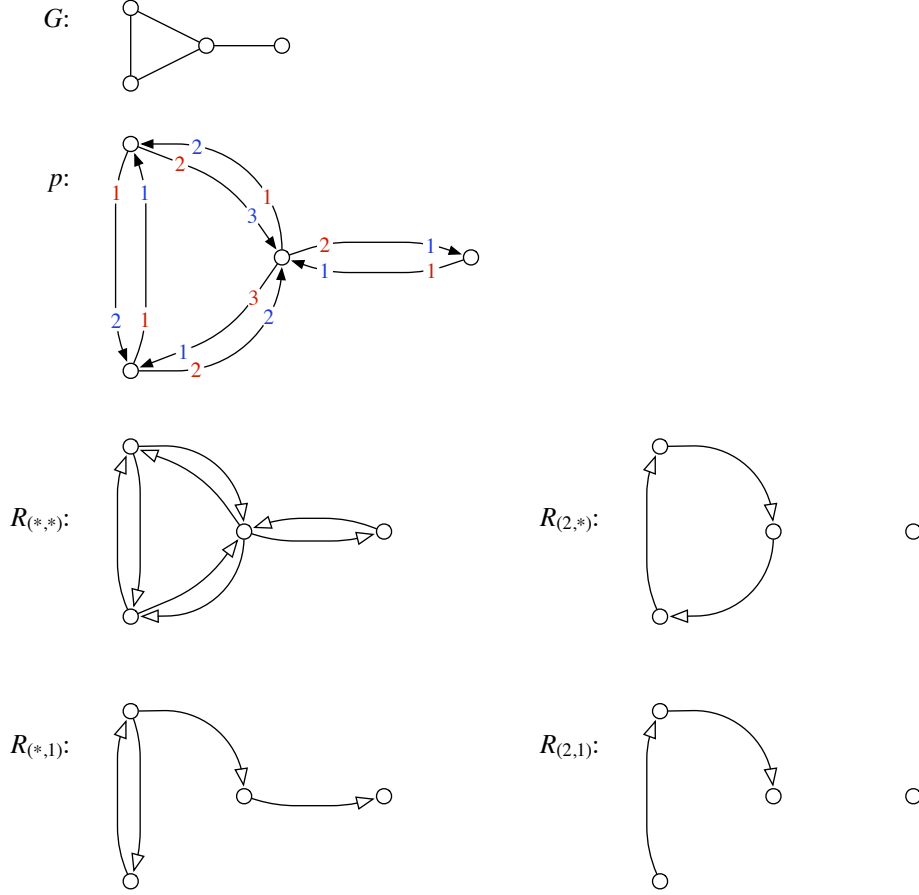 G:
p:
2
2
1 1 1
3
2 1
1 1
3
2 1 2
1
2
R(∗,∗): R(2,∗):
R(∗,1): R(2,1):